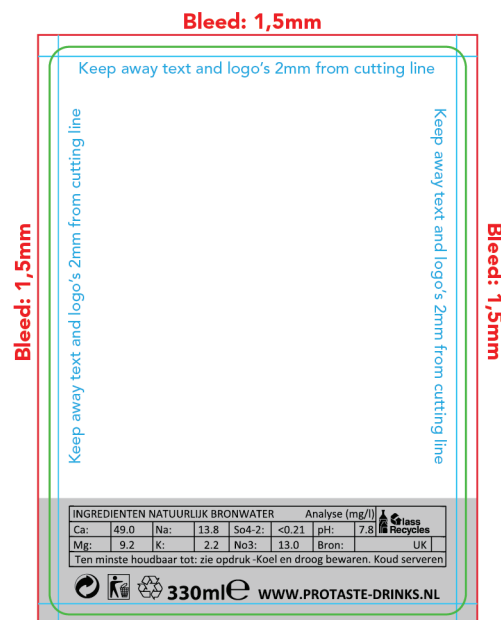 Bleed: 1,5mm
Keep away text and logo's 2mm from cutting line
Keep away text and logo's 2mm from cutting line
Keep away text and logo's 2mm from cutting line
Bleed: 1,5mm
Bleed: 1,5mm
INGREDIENTEN NATUURLIJK BRONWATER Analyse (mg/l)
Ca: 49.0 Na: 13.8 So4-2: <0.21 pH: 7.8
Mg: 9.2 K: 2.2 No3: 13.0 Bron: UK
Glass
Recycles
Ten minste houdbaar tot: zie opdruk -Koel en droog bewaren. Koud serveren
330ml℮ WWW.PROTASTE-DRINKS.NL